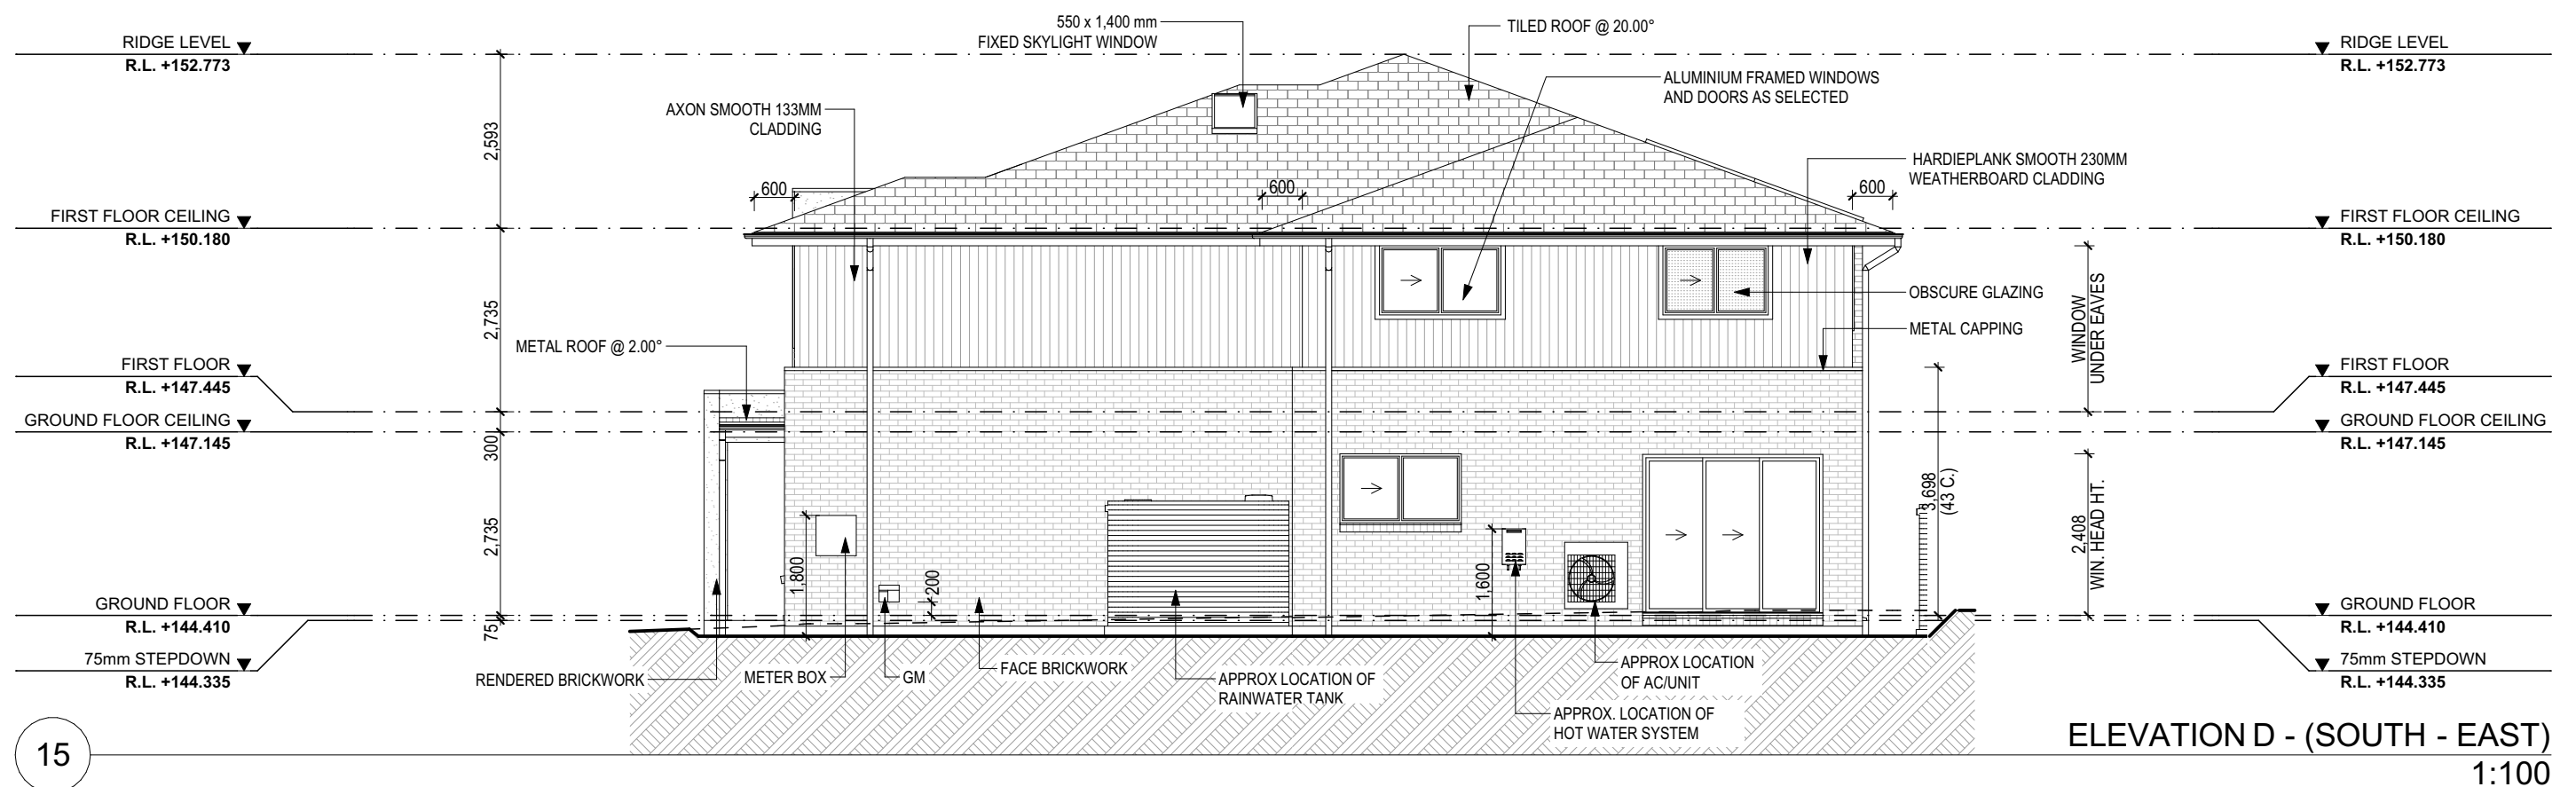 RIDGE LEVEL
R.L. +152.773
FIRST FLOOR CEILING
R.L. +150.180
FIRST FLOOR
R.L. +147.445
GROUND FLOOR CEILING
R.L. +147.145
GROUND FLOOR
R.L. +144.410
75mm STEPDOWN
R.L. +144.335
2,593
2,735
300
2,735
75
550 x 1,400 mm
FIXED SKYLIGHT WINDOW
TILED ROOF @ 20.00°
ALUMINIUM FRAMED WINDOWS
AND DOORS AS SELECTED
AXON SMOOTH 133MM
CLADDING
HARDIEPLANK SMOOTH 230MM
WEATHERBOARD CLADDING
600
600
600
OBSCURE GLAZING
METAL CAPPING
METAL ROOF @ 2.00°
1,800
200
1,600
3,698
(43 C.)
WINDOW
UNDER EAVES
2,408
WIN. HEAD HT.
RENDERED BRICKWORK
METER BOX
GM
FACE BRICKWORK
APPROX LOCATION OF
RAINWATER TANK
APPROX. LOCATION OF
HOT WATER SYSTEM
APPROX LOCATION
OF AC/UNIT
RIDGE LEVEL
R.L. +152.773
FIRST FLOOR CEILING
R.L. +150.180
FIRST FLOOR
R.L. +147.445
GROUND FLOOR CEILING
R.L. +147.145
GROUND FLOOR
R.L. +144.410
75mm STEPDOWN
R.L. +144.335
15
ELEVATION D - (SOUTH - EAST)
1:100